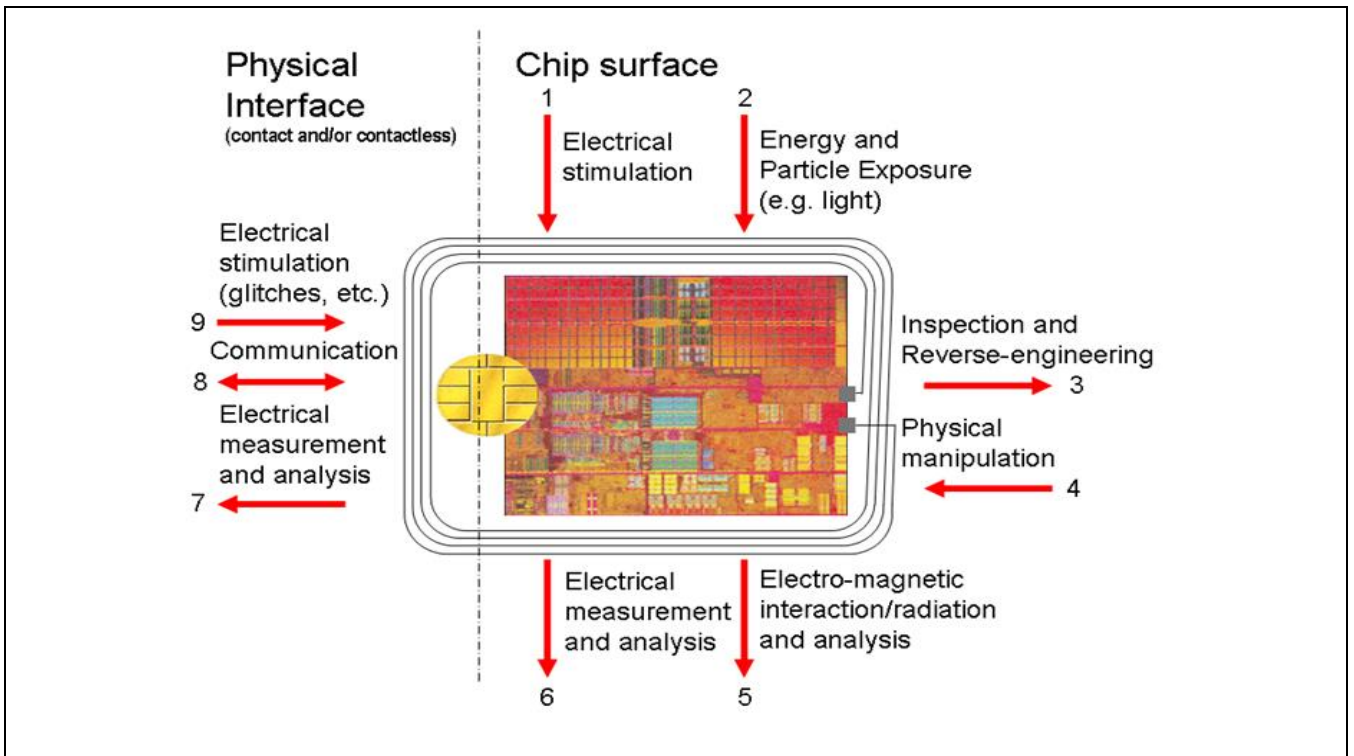 Physical
Interface
(contact and/or contactless)
Chip surface
1
2
Electrical
stimulation
Energy and
Particle Exposure
(e.g. light)
Electrical
stimulation
(glitches, etc.)
9
Communication
8
Electrical
measurement
and analysis
7
Inspection and
Reverse-engineering
3
Physical
manipulation
4
Electrical
measurement
and analysis
6
Electro-magnetic
interaction/radiation
and analysis
5